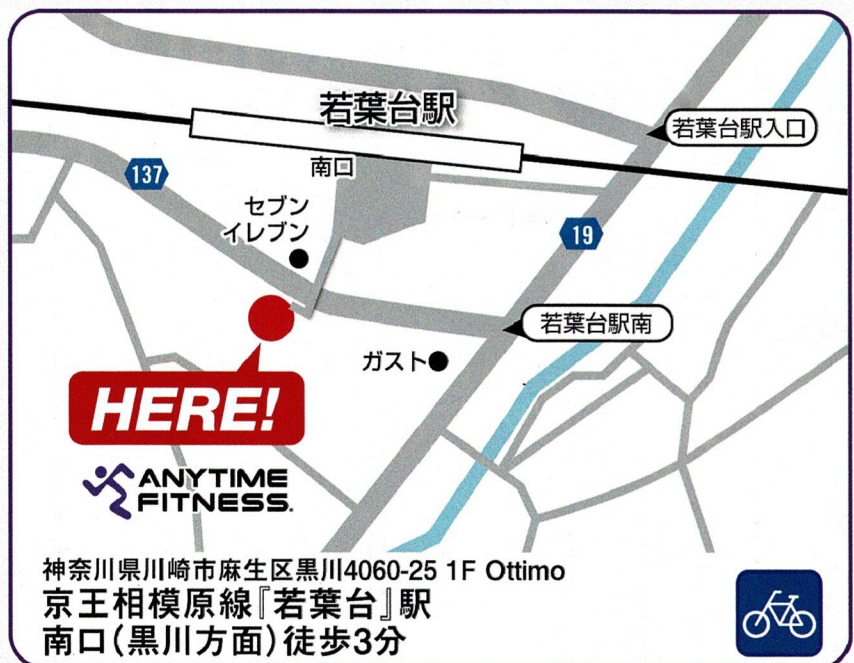 若葉台駅
若葉台駅入口
南口
137
セブン
イレブン
19
若葉台駅南
ガスト
HERE!
ANYTIME
FITNESS.
神奈川県川崎市麻生区黒川4060-25 1F Ottimo
京王相模原線『若葉台』駅
南口(黒川方面)徒歩3分